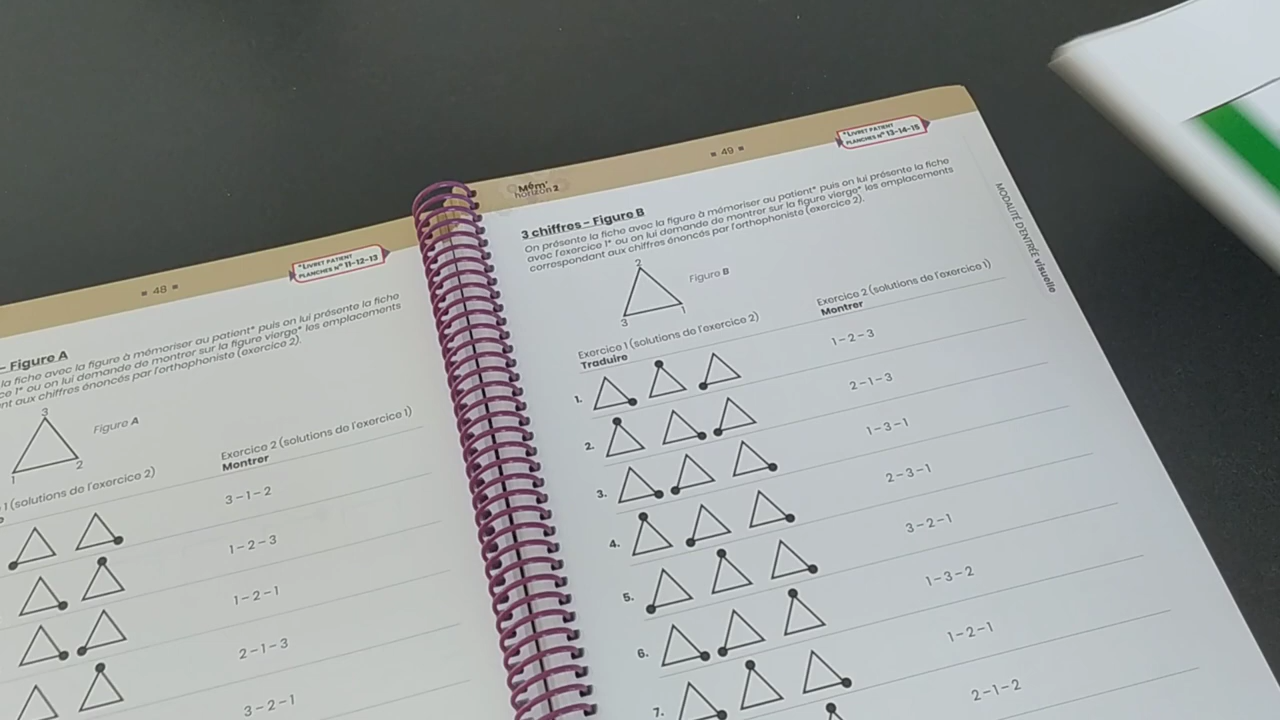 ■ 48 ■
*LIVRET PATIENT
PLANCHES N° 11-12-13
– Figure A
la fiche avec la figure à mémoriser au patient* puis on lui présente la fiche
ce 1* ou on lui demande de montrer sur la figure vierge* les emplacements
nt aux chiffres énoncés par l'orthophoniste (exercice 2).
3
Figure A
2
1
1 (solutions de l'exercice 2)
Exercice 2 (solutions de l'exercice 1)
Montrer
3-1-2
1-2-3
1-2-1
2-1-3
3-2-1
Mém'
horizon 2
■ 49 ■
*LIVRET PATIENT
PLANCHES N° 13-14-15
3 chiffres – Figure B
On présente la fiche avec la figure à mémoriser au patient* puis on lui présente la fiche
avec l'exercice 1* ou on lui demande de montrer sur la figure vierge* les emplacements
correspondant aux chiffres énoncés par l'orthophoniste (exercice 2).
2
Figure B
3 1
Exercice 1 (solutions de l'exercice 2)
Traduire
Exercice 2 (solutions de l'exercice 1)
Montrer
1. 1-2-3
2. 2-1-3
3. 1-3-1
4. 2-3-1
5. 3-2-1
6. 1-3-2
7. 1-2-1
2-1-2
MODALITÉ D'ENTRÉE visuelle